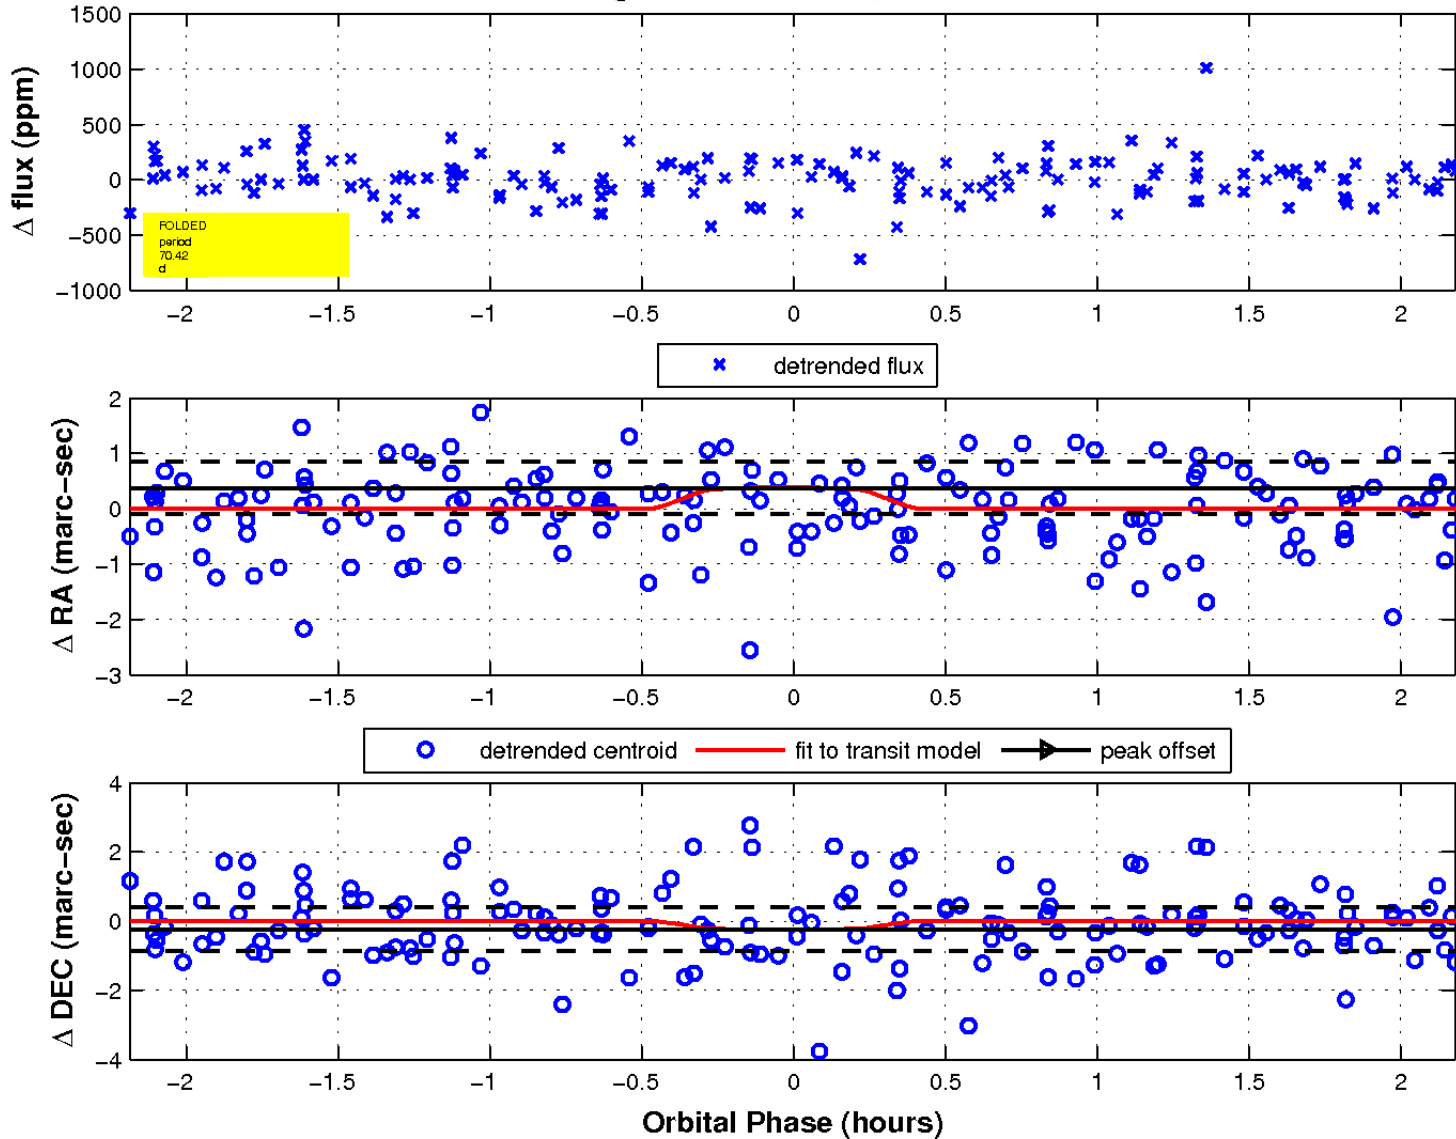 1500
1000
500
0
−500
−1000
Δ flux (ppm)
FOLDED
period
70.42
d
−2 −1.5 −1 −0.5 0 0.5 1 1.5 2
detrended flux
2
1
0
−1
−2
−3
Δ RA (marc−sec)
−2 −1.5 −1 −0.5 0 0.5 1 1.5 2
detrended centroid fit to transit model peak offset
4
2
0
−2
−4
Δ DEC (marc−sec)
−2 −1.5 −1 −0.5 0 0.5 1 1.5 2
Orbital Phase (hours)